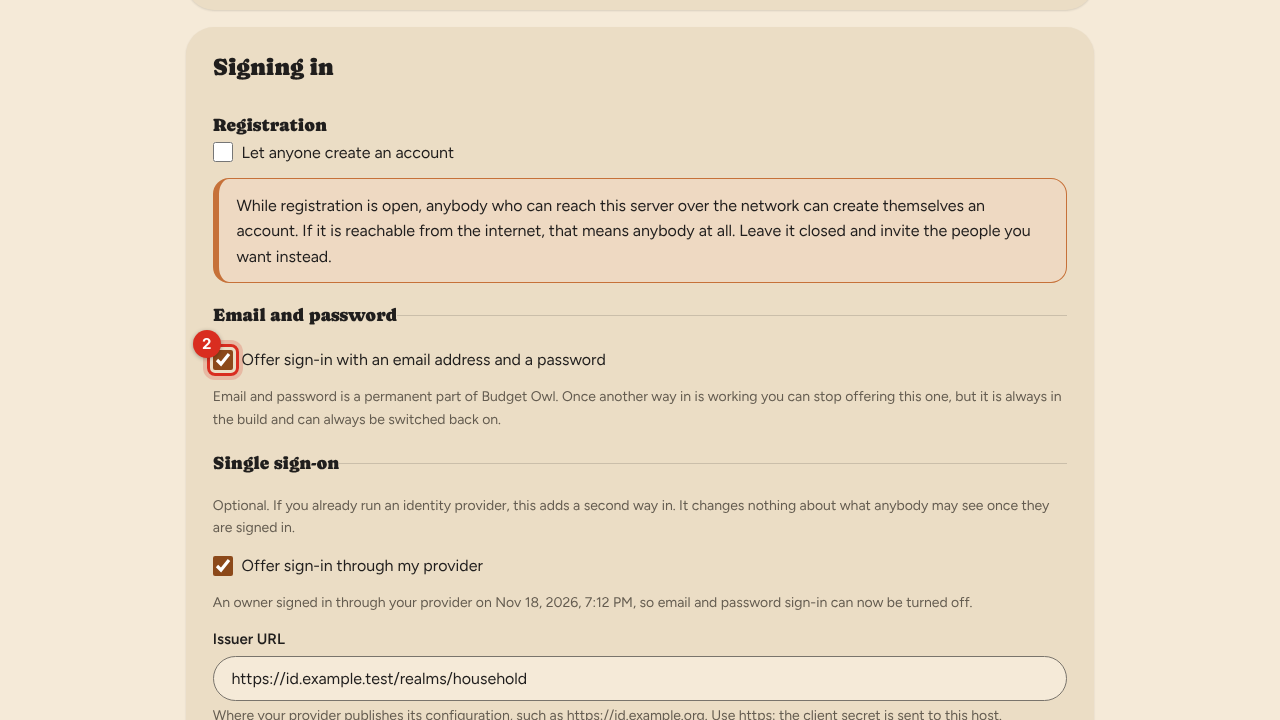 Signing in
Registration
Let anyone create an account
While registration is open, anybody who can reach this server over the network can create themselves an
account. If it is reachable from the internet, that means anybody at all. Leave it closed and invite the people you
want instead.
Email and password
2
Offer sign-in with an email address and a password
Email and password is a permanent part of Budget Owl. Once another way in is working you can stop offering this one, but it is always in
the build and can always be switched back on.
Single sign-on
Optional. If you already run an identity provider, this adds a second way in. It changes nothing about what anybody may see once they
are signed in.
Offer sign-in through my provider
An owner signed in through your provider on Nov 18, 2026, 7:12 PM, so email and password sign-in can now be turned off.
Issuer URL
https://id.example.test/realms/household
Where your provider publishes its configuration, such as https://id.example.org. Use https: the client secret is sent to this host.